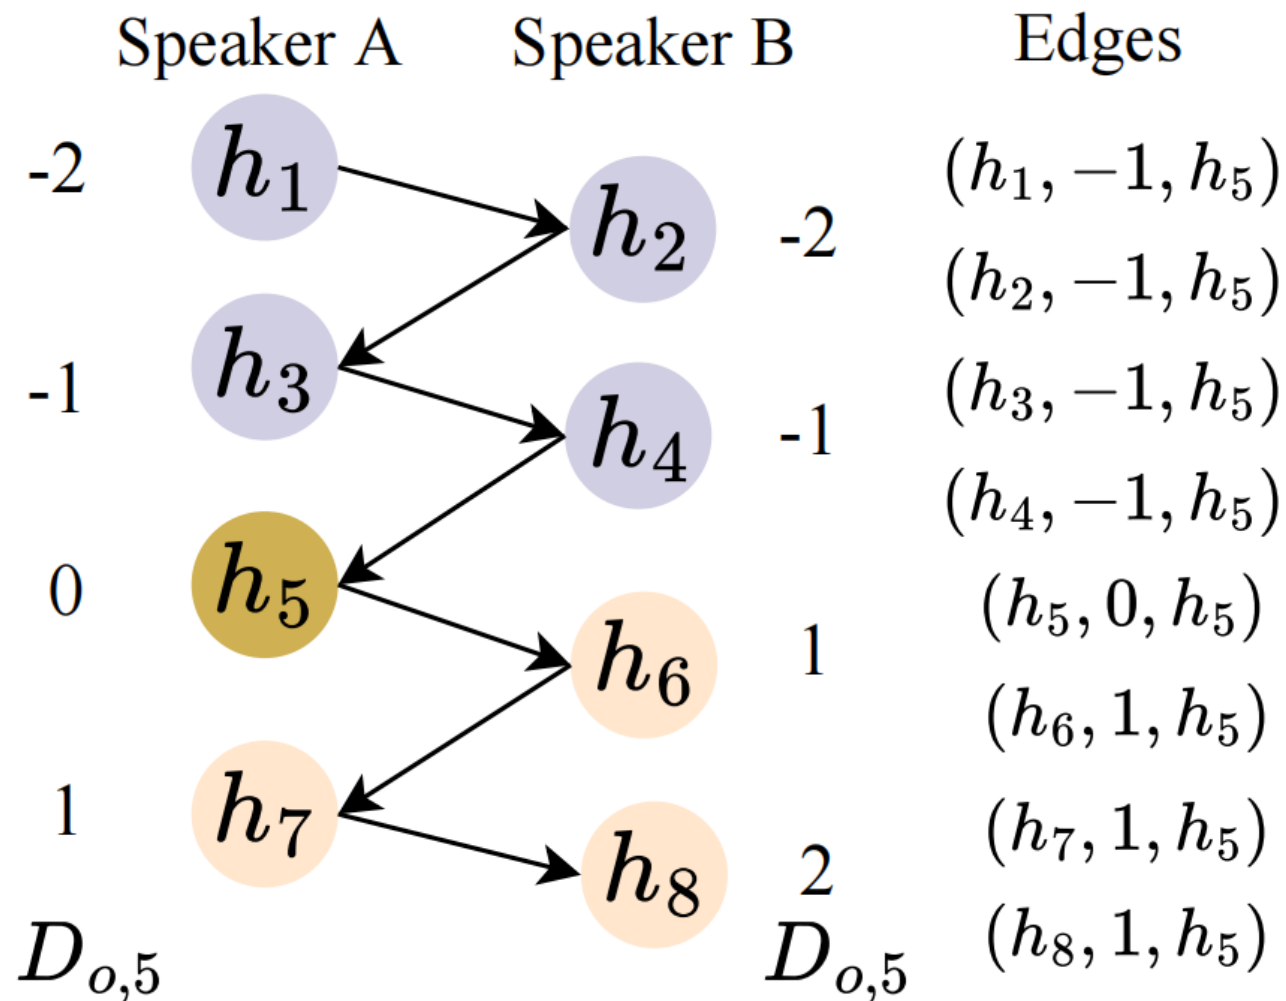 Speaker A Speaker B Edges
-2 h₁ (h₁, −1, h₅)
h₂ -2
(h₂, −1, h₅)
-1 h₃ (h₃, −1, h₅)
h₄ -1
(h₄, −1, h₅)
0 h₅ (h₅, 0, h₅)
h₆ 1
(h₆, 1, h₅)
1 h₇ (h₇, 1, h₅)
h₈ 2
(h₈, 1, h₅)
D_{o,5} D_{o,5}